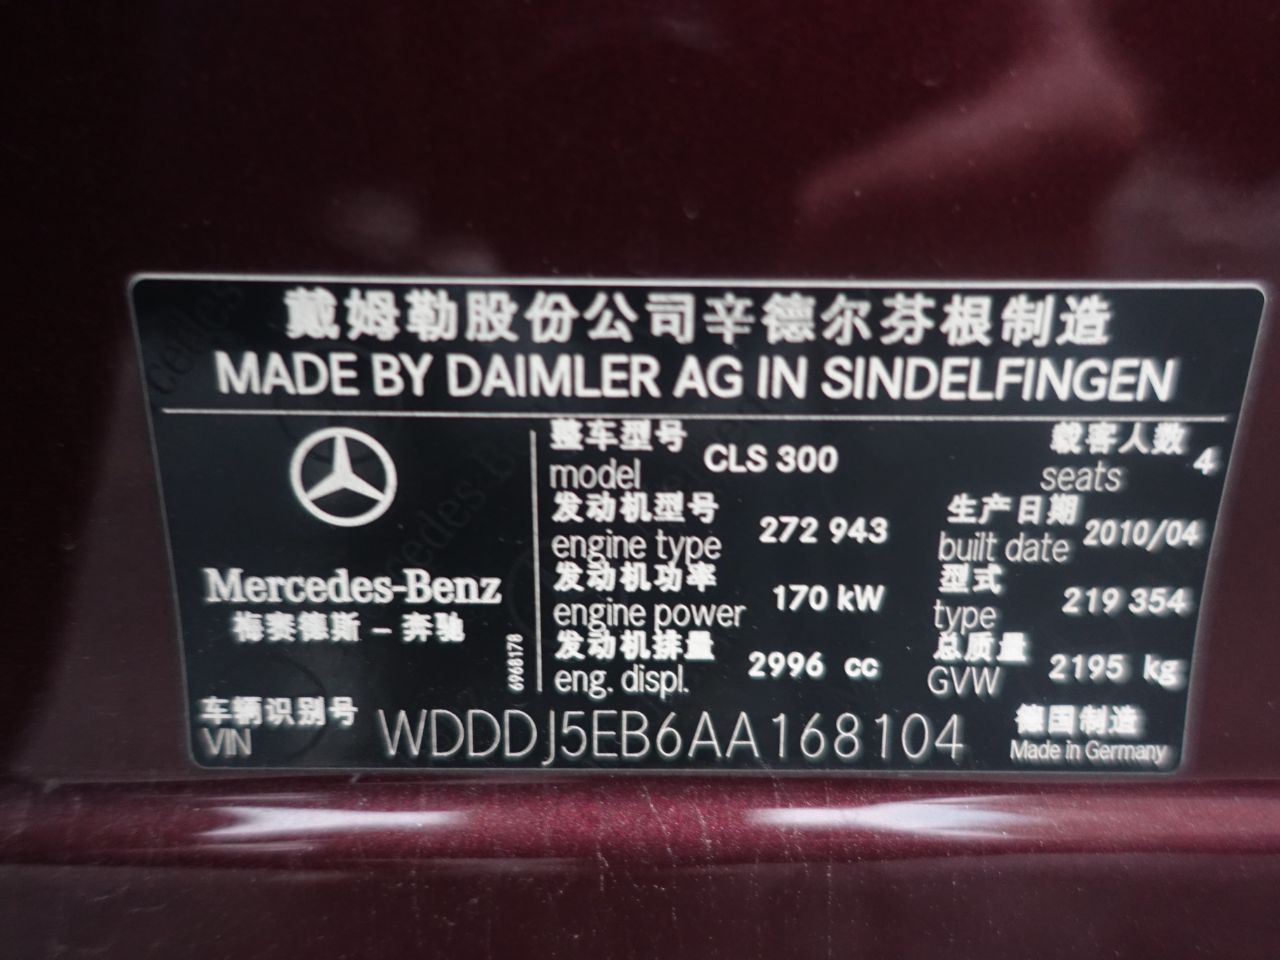 戴姆勒股份公司辛德尔芬根制造
MADE BY DAIMLER AG IN SINDELFINGEN
Mercedes-Benz
梅赛德斯-奔驰
6968178
整车型号
model CLS 300
载客人数
seats 4
发动机型号
engine type 272 943
生产日期
built date 2010/04
发动机功率
engine power 170 kW
型式
type 219 354
发动机排量
eng. displ. 2996 cc
总质量
GVW 2195 kg
车辆识别号
VIN WDDDJ5EB6AA168104
德国制造
Made in Germany